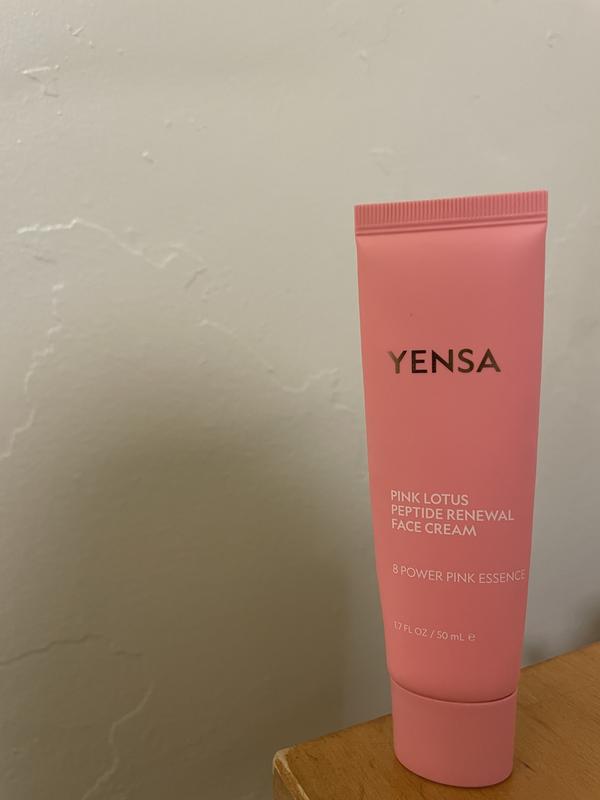 YENSA
PINK LOTUS
PEPTIDE RENEWAL
FACE CREAM
8 POWER PINK ESSENCE
1.7 FL OZ / 50 mL ℮